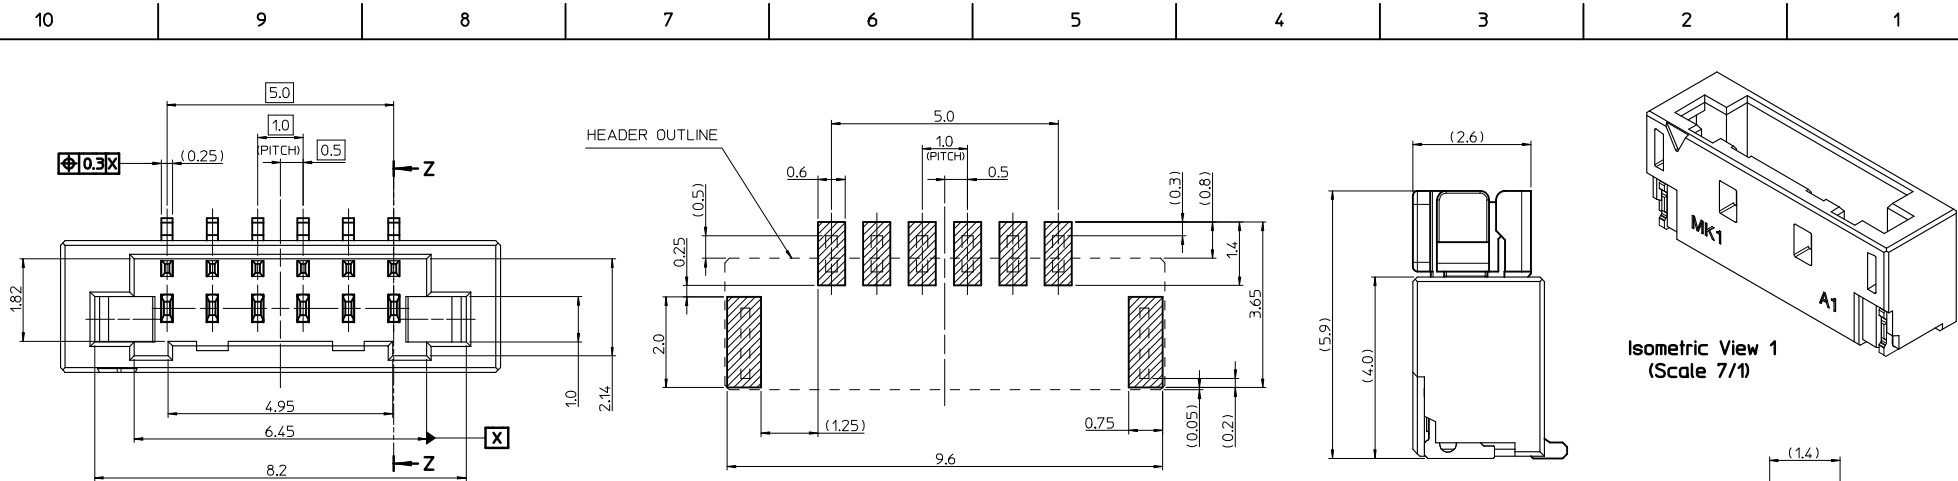 10 9 8 7 6 5 4 3 2 1
5.0
1.0
(PITCH)
0.5
⌖ 0.3 X
(0.25)
Z
1.82
1.0
2.14
4.95
6.45
X
8.2
Z
HEADER OUTLINE
5.0
1.0
(PITCH)
0.6
0.5
(0.5)
0.25
(0.3)
(0.8)
1.4
3.65
2.0
(1.25)
0.75
(0.05)
(0.2)
9.6
(2.6)
(5.9)
(4.0)
MK1
A1
Isometric View 1
(Scale 7/1)
(1.4)